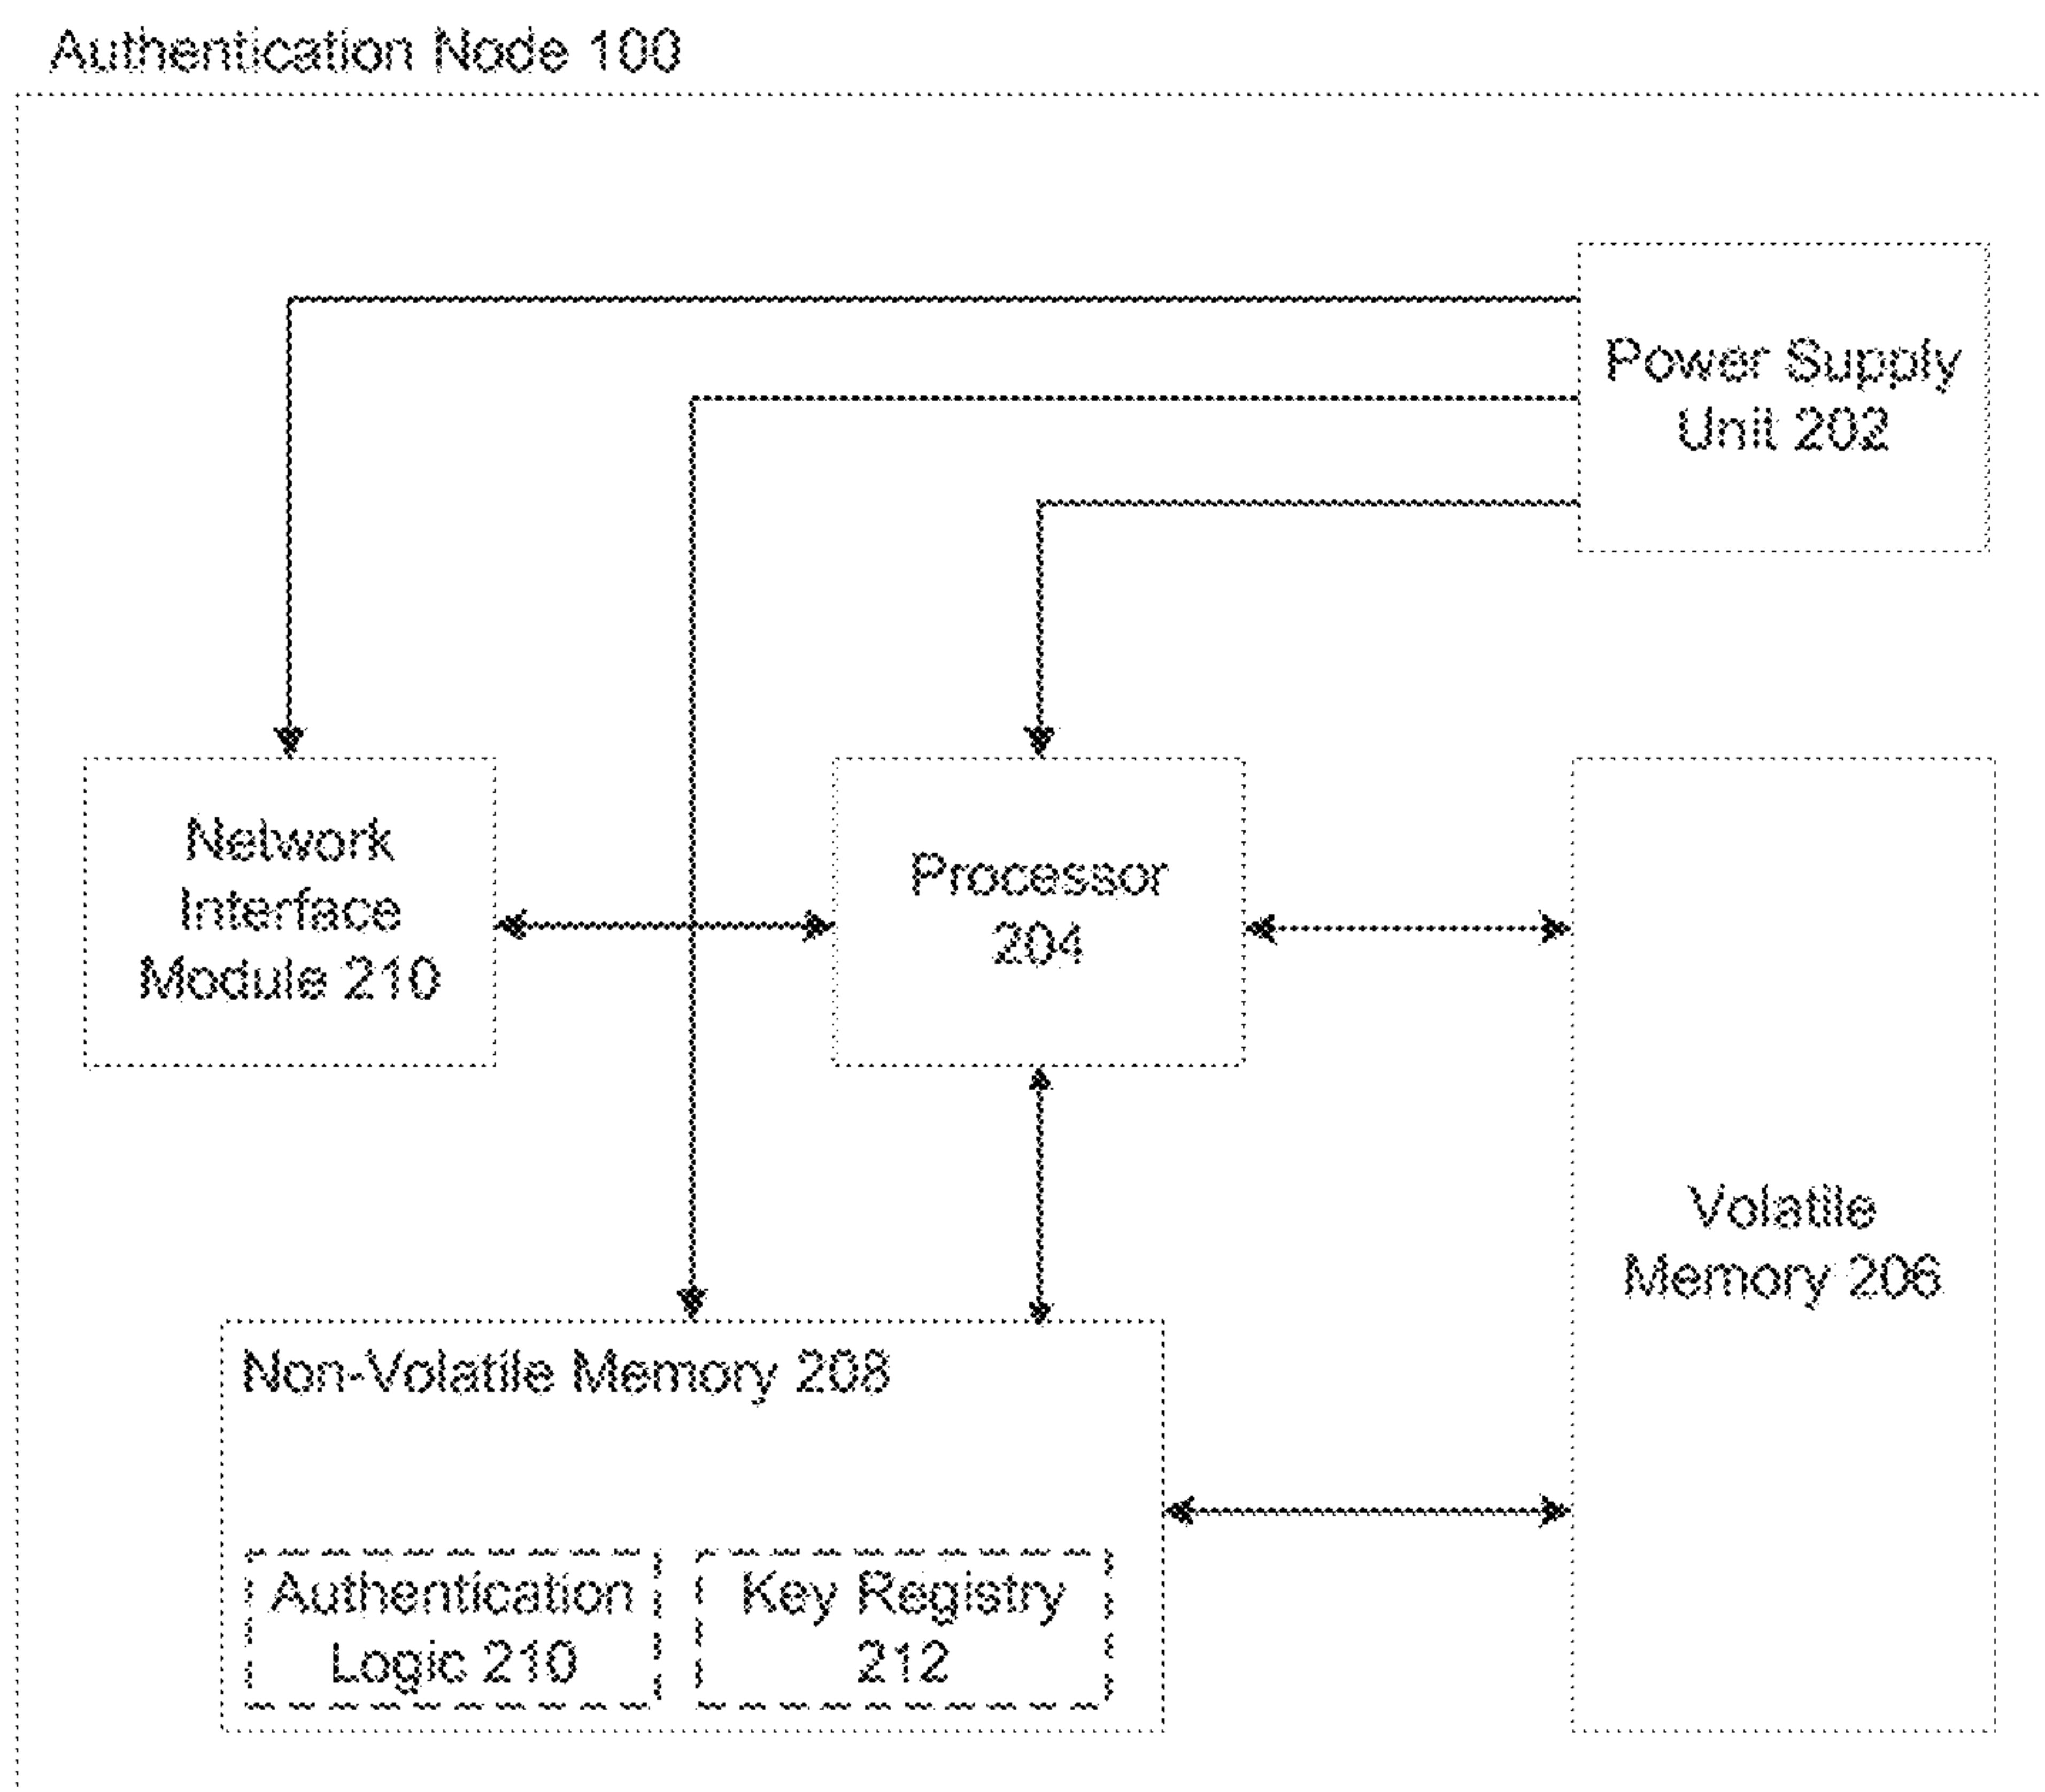 Authentication Node 100
Power Supply
Unit 202
Network
Interface
Module 210
Processor
204
Volatile
Memory 206
Non-Volatile Memory 208
Authentication
Logic 210
Key Registry
212